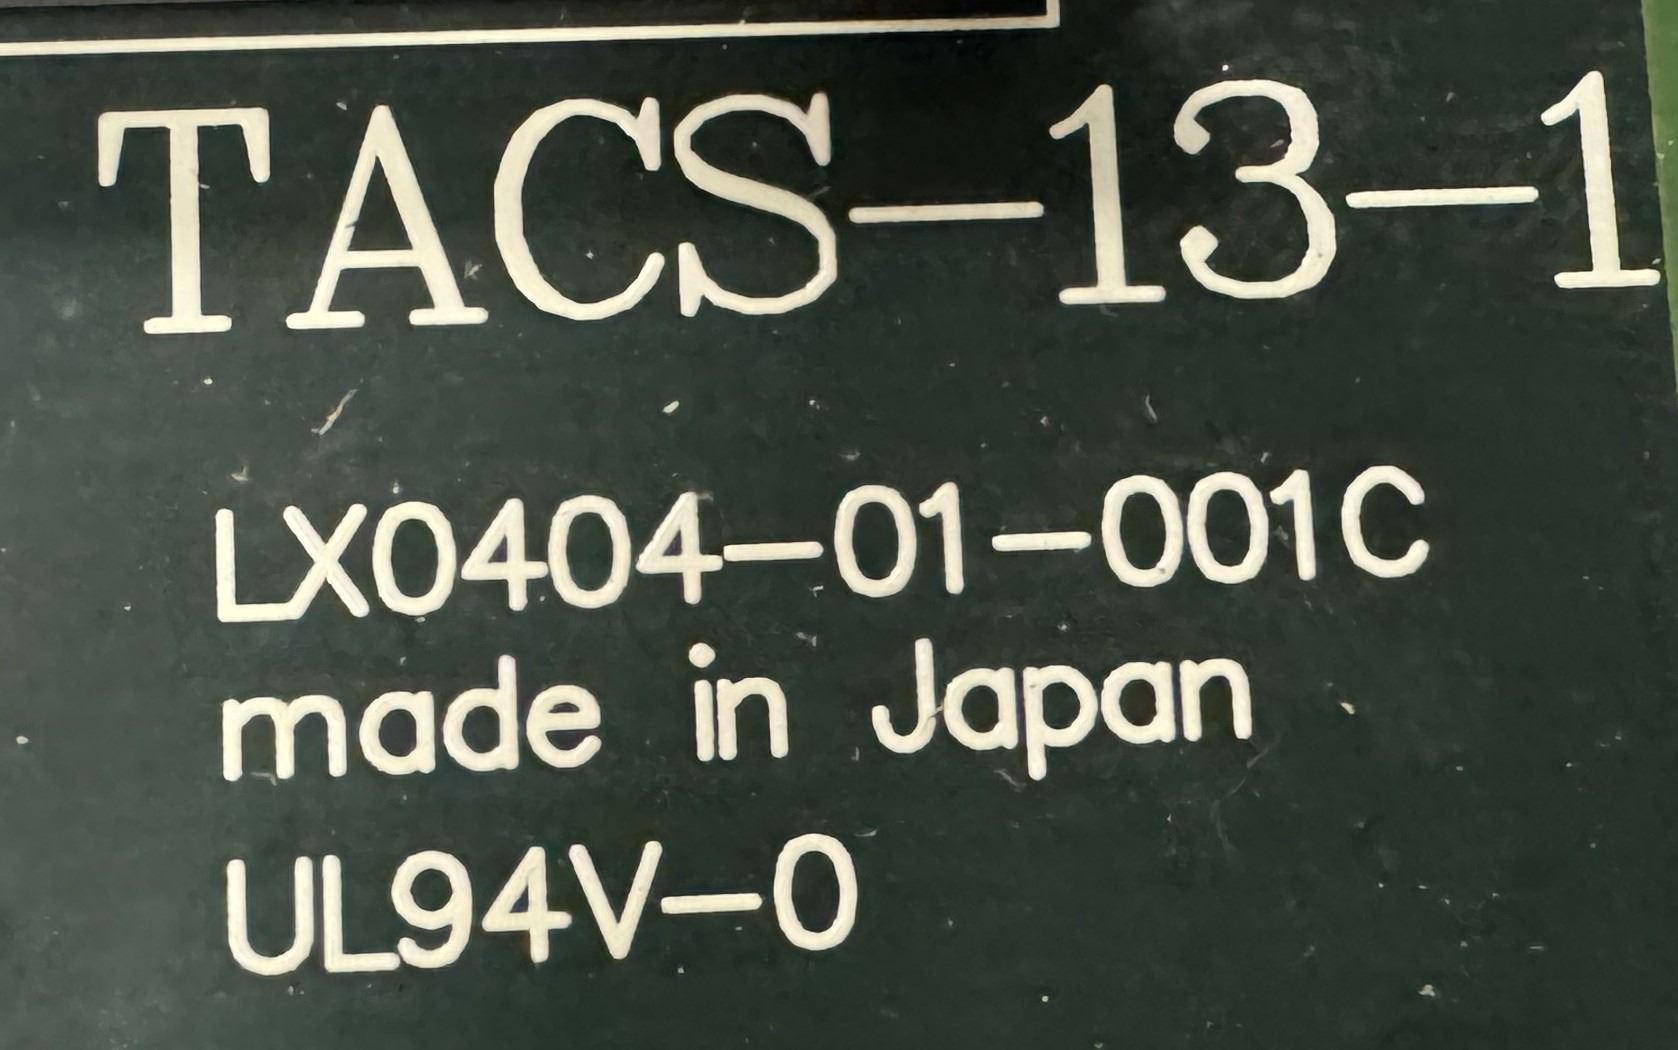 TACS-13-1
LX0404-01-001C
made in Japan
UL94V-0